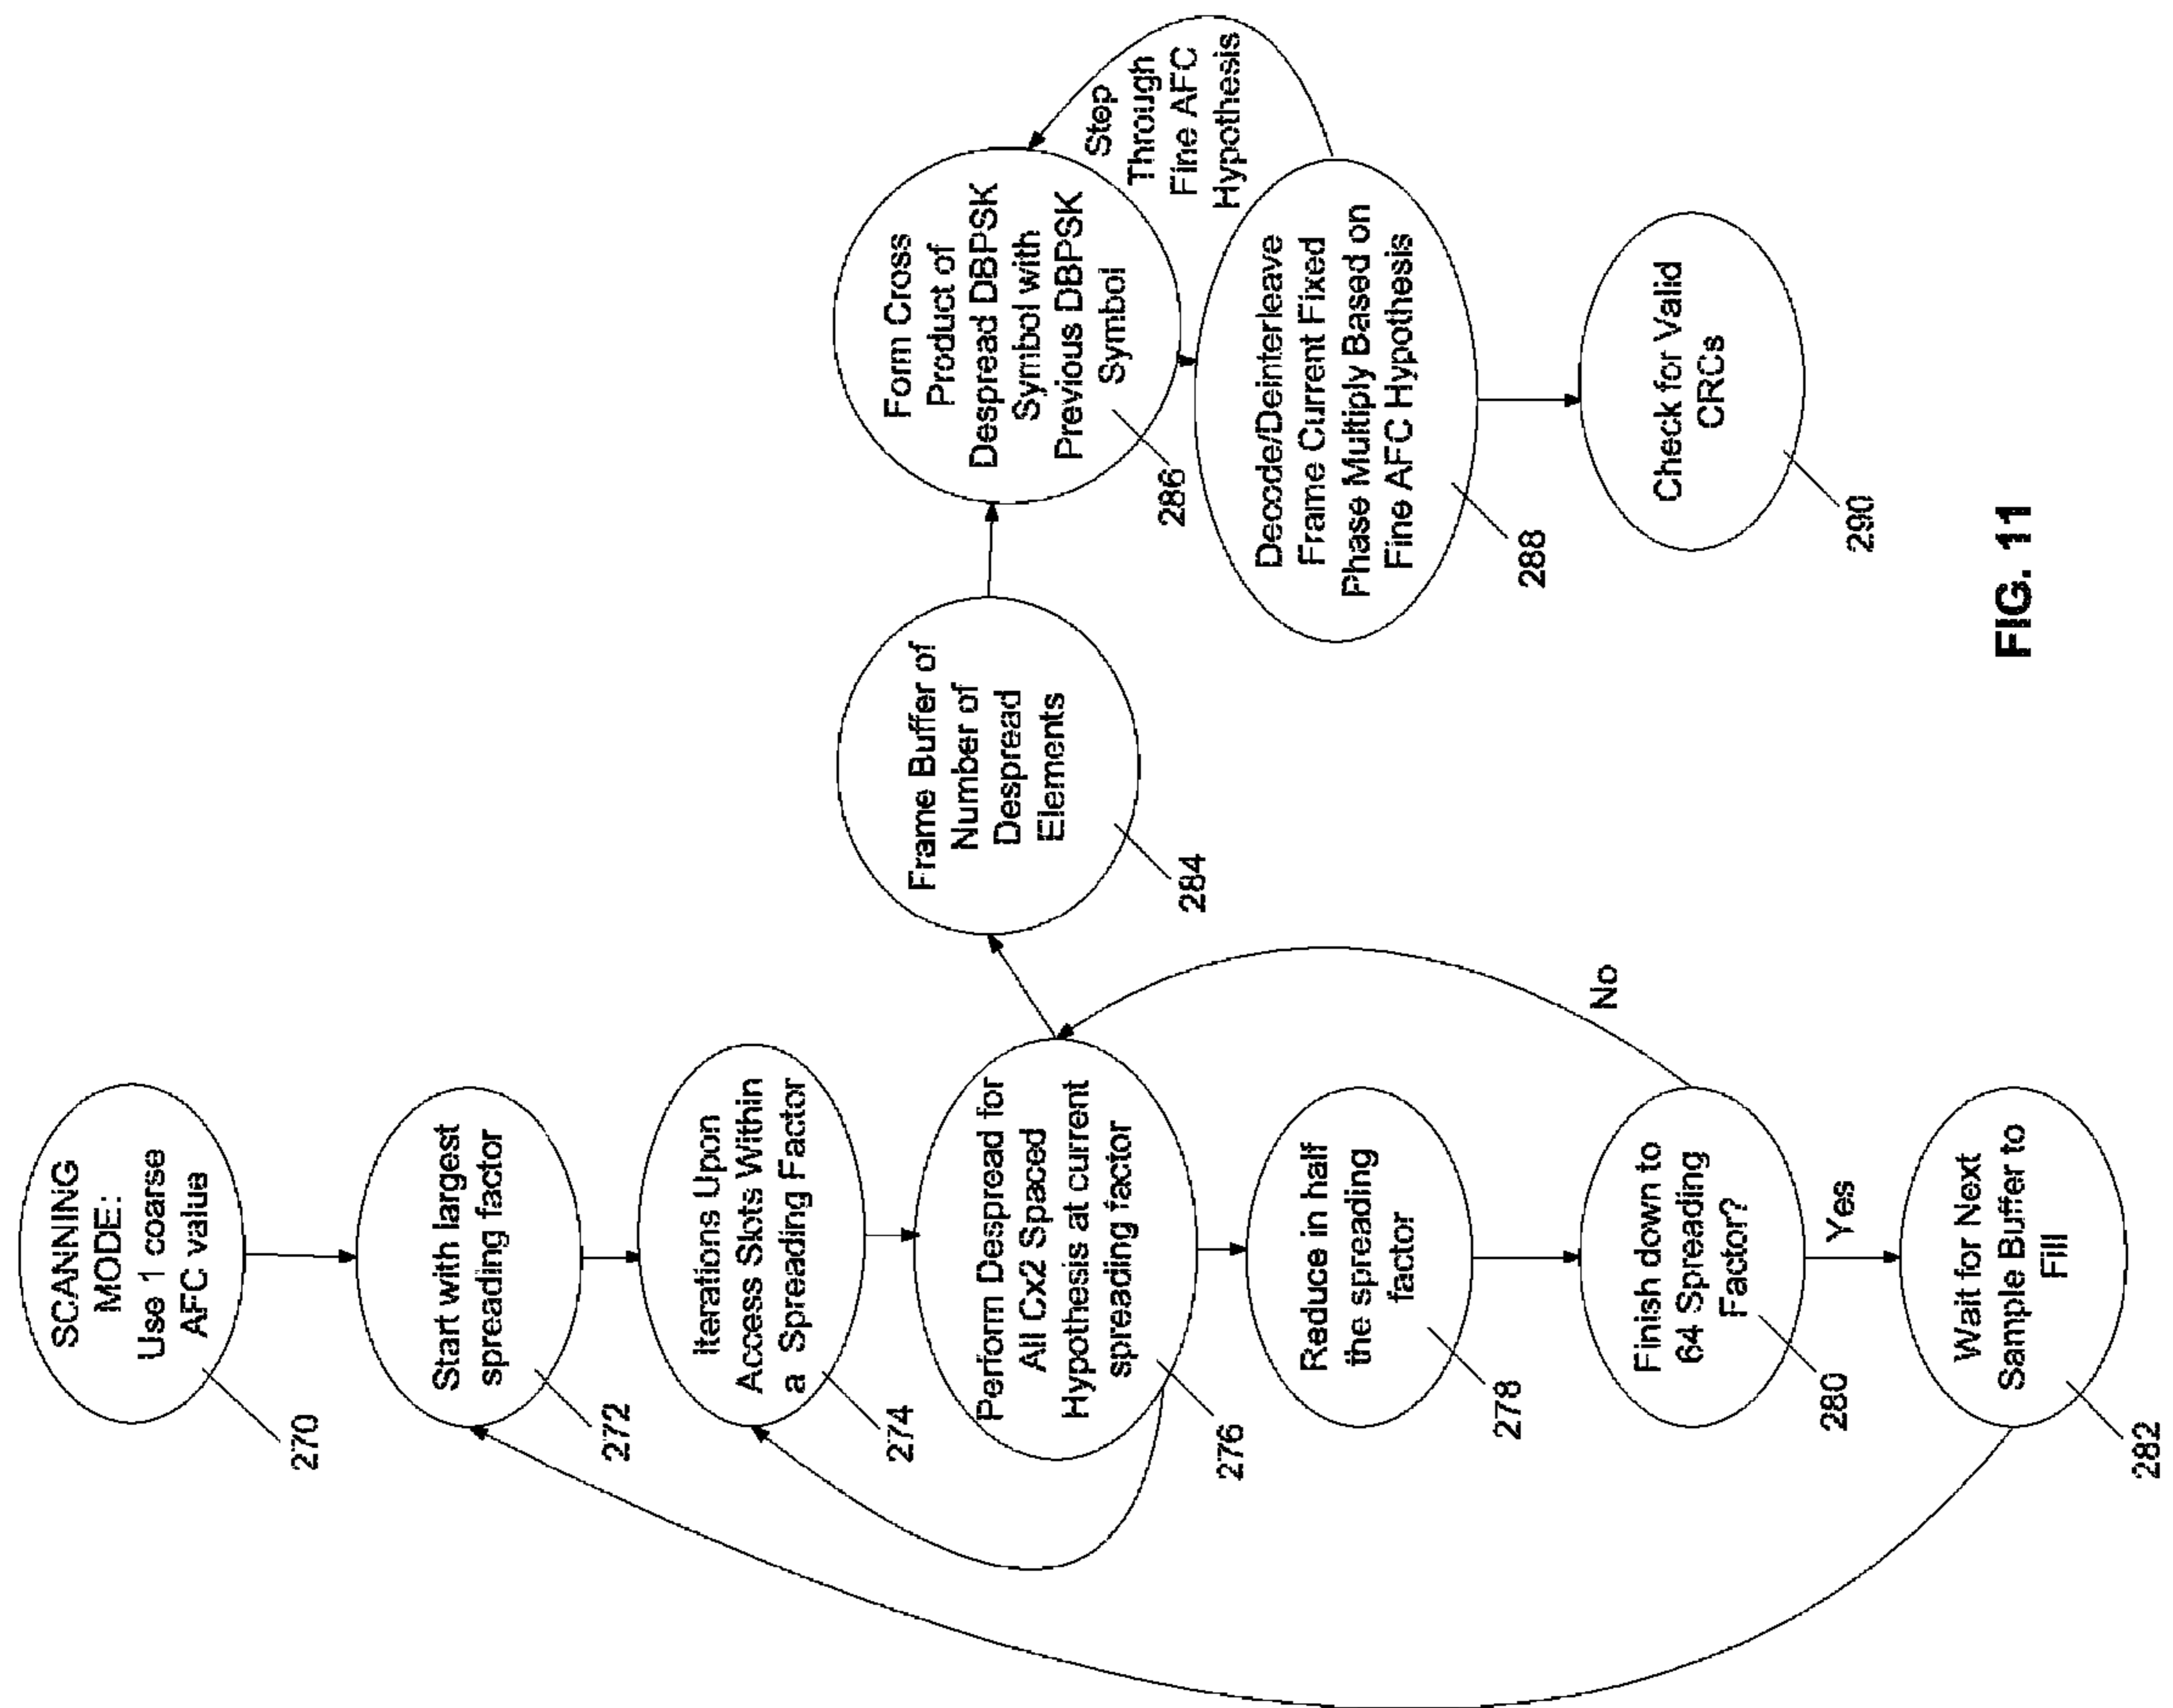 SCANNING
MODE:
Use 1 coarse
AFC value
270
Start with largest
spreading factor
272
Iterations Upon
Access Slots Within
a Spreading Factor
274
Perform Despread for
All Cx2 Spaced
Hypothesis at current
spreading factor
276
Reduce in half
the spreading
factor
278
Finish down to
64 Spreading
Factor?
280
No
Yes
Wait for Next
Sample Buffer to
Fill
282
Frame Buffer of
Number of
Despread
Elements
284
Form Cross
Product of
Despread DBPSK
Symbol with
Previous DBPSK
Symbol
286
Step
Through
Fine AFC
Hypothesis
Decode/Deinterleave
Frame Current Fixed
Phase Multiply Based on
Fine AFC Hypothesis
288
Check for Valid
CRCs
290
FIG. 11